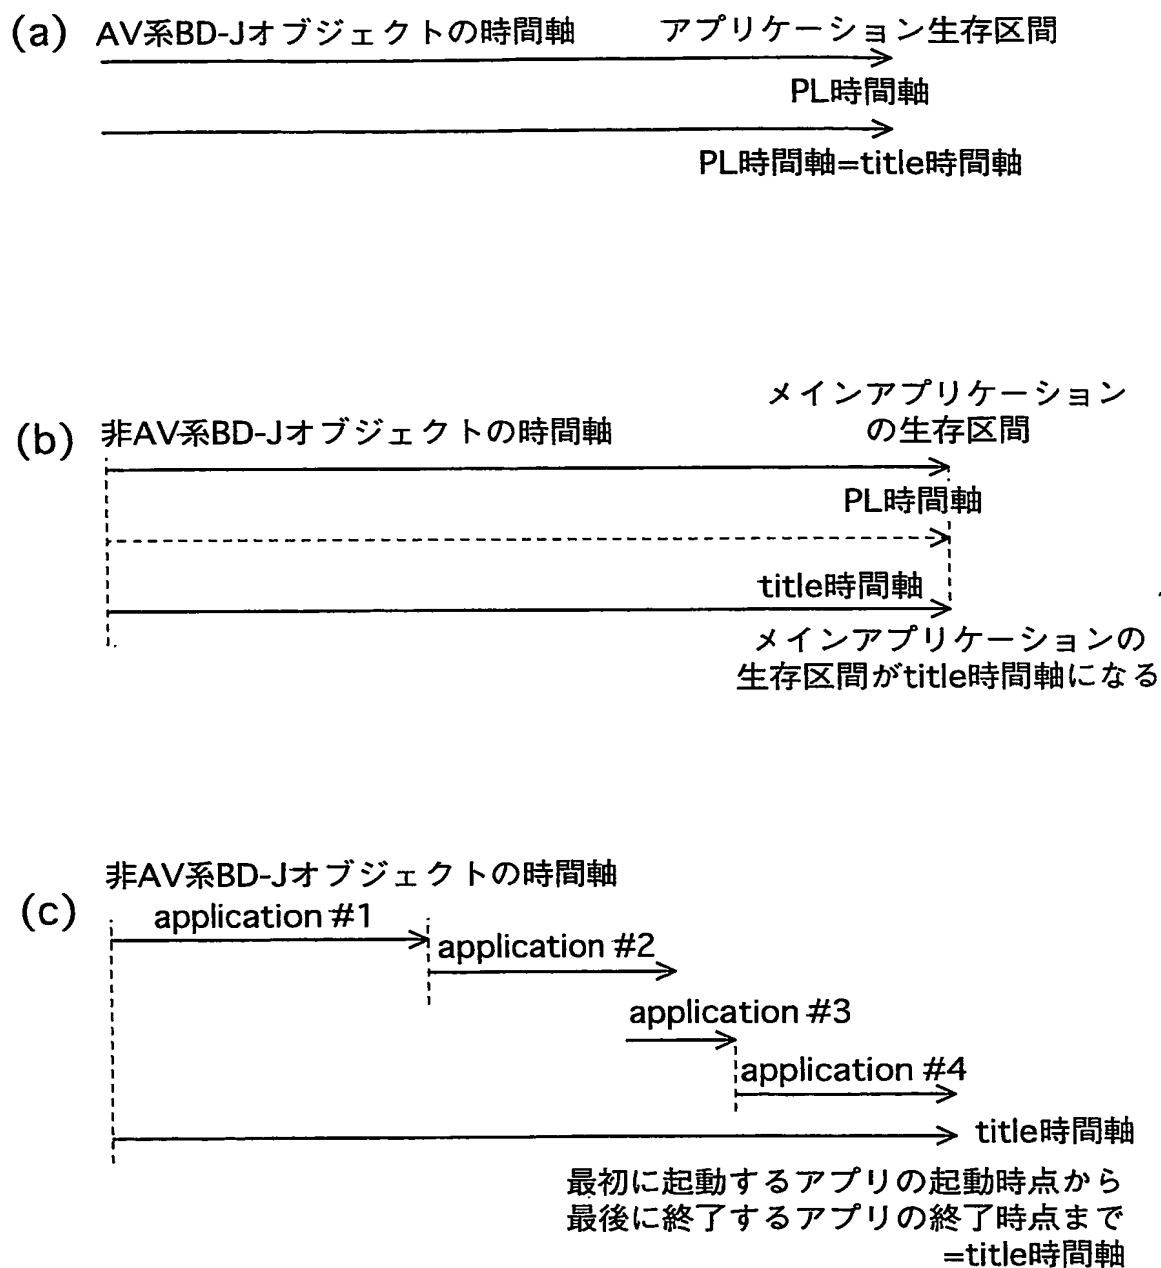 (a) AV系BD-Jオブジェクトの時間軸 アプリケーション生存区間
PL時間軸
PL時間軸=title時間軸
メインアプリケーション
の生存区間
(b) 非AV系BD-Jオブジェクトの時間軸
PL時間軸
title時間軸
メインアプリケーションの
生存区間がtitle時間軸になる
非AV系BD-Jオブジェクトの時間軸
(c)
application #1
application #2
application #3
application #4
title時間軸
最初に起動するアプリの起動時点から
最後に終了するアプリの終了時点まで
=title時間軸